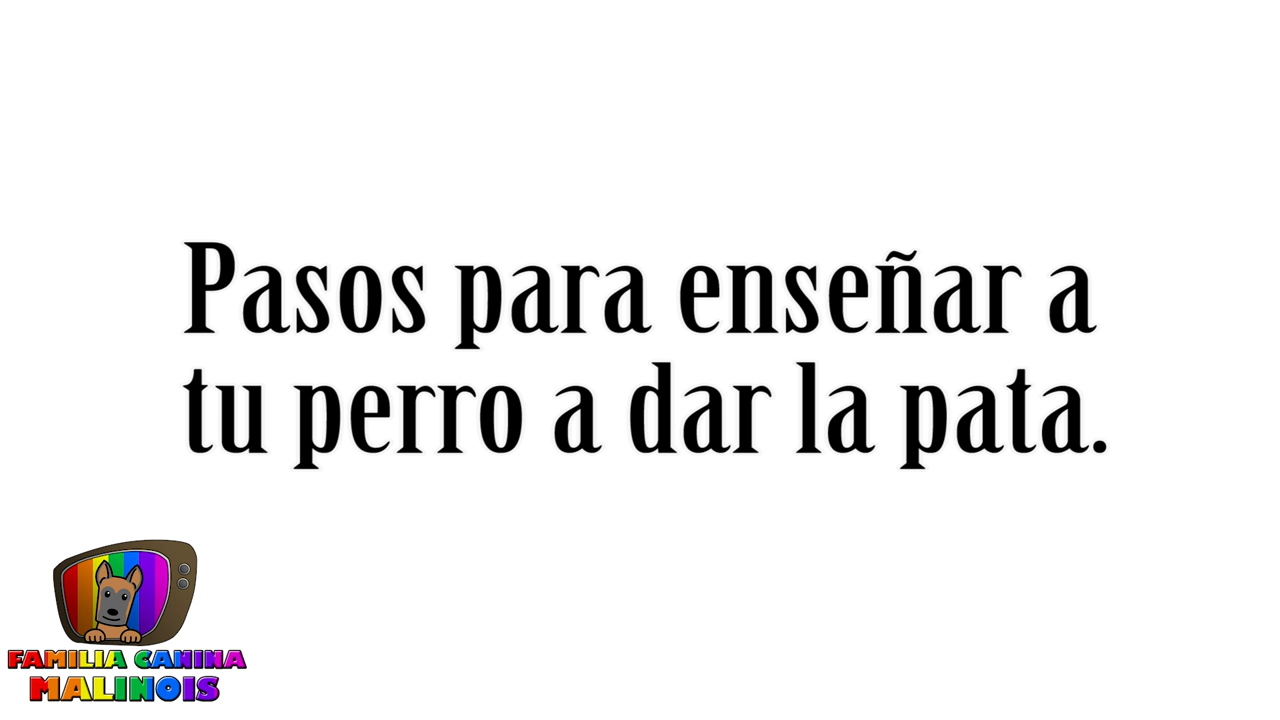 Pasos para enseñar a
tu perro a dar la pata.
FAMILIA CANINA
MALINOIS